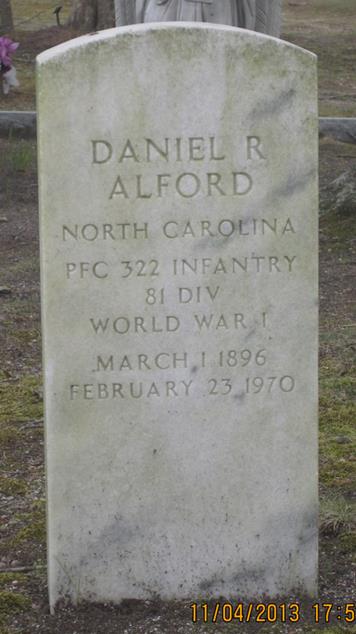 DANIEL R
ALFORD
NORTH CAROLINA
PFC 322 INFANTRY
81 DIV
WORLD WAR I
MARCH 1 1896
FEBRUARY 23 1970
11/04/2013 17:5